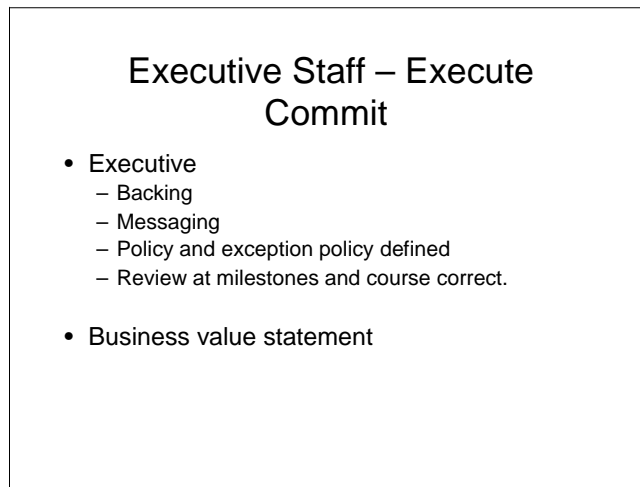 Executive Staff – Execute
Commit
• Executive
– Backing
– Messaging
– Policy and exception policy defined
– Review at milestones and course correct.
• Business value statement